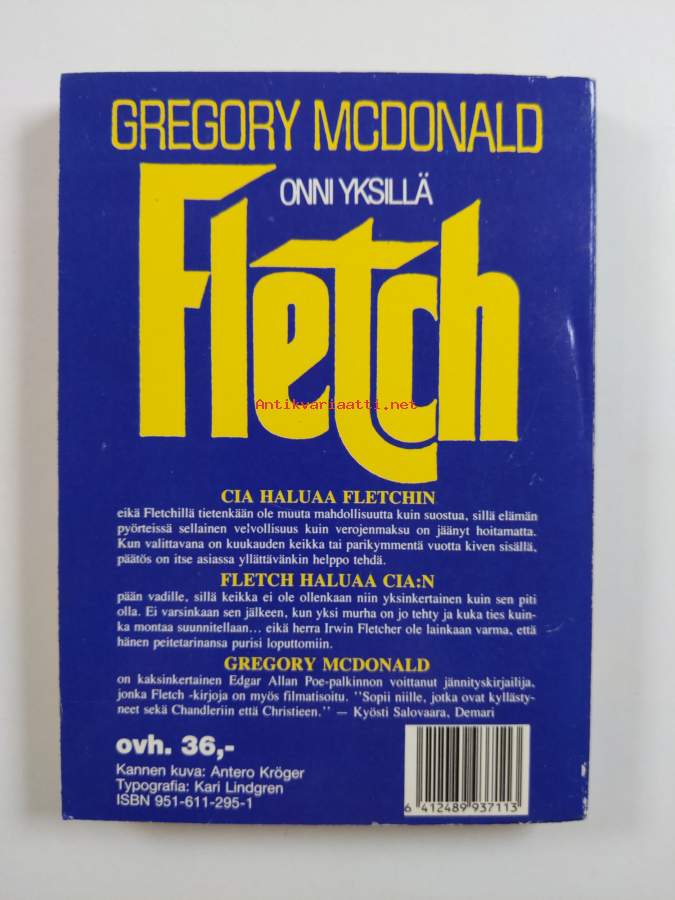 GREGORY MCDONALD
ONNI YKSILLÄ
Fletch
Antikvariaatti.net
CIA HALUAA FLETCHIN
eikä Fletchillä tietenkään ole muuta mahdollisuutta kuin suostua, sillä elämän
pyörteissä sellainen velvollisuus kuin verojenmaksu on jäänyt hoitamatta.
Kun valittavana on kuukauden keikka tai parikymmentä vuotta kiven sisällä,
päätös on itse asiassa yllättävänkin helppo tehdä.
FLETCH HALUAA CIA:N
pään vadille, sillä keikka ei ole ollenkaan niin yksinkertainen kuin sen piti
olla. Ei varsinkaan sen jälkeen, kun yksi murha on jo tehty ja kuka ties kuin-
ka montaa suunnitellaan... eikä herra Irwin Fletcher ole lainkaan varma, että
hänen peitetarinansa purisi loputtomiin.
GREGORY MCDONALD
on kaksinkertainen Edgar Allan Poe-palkinnon voittanut jännityskirjailija,
jonka Fletch -kirjoja on myös filmatisoitu. "Sopii niille, jotka ovat kyllästy-
neet sekä Chandleriin että Christieen." — Kyösti Salovaara, Demari
ovh. 36,-
Kannen kuva: Antero Kröger
Typografia: Kari Lindgren
ISBN 951-611-295-1
6 412489 937113